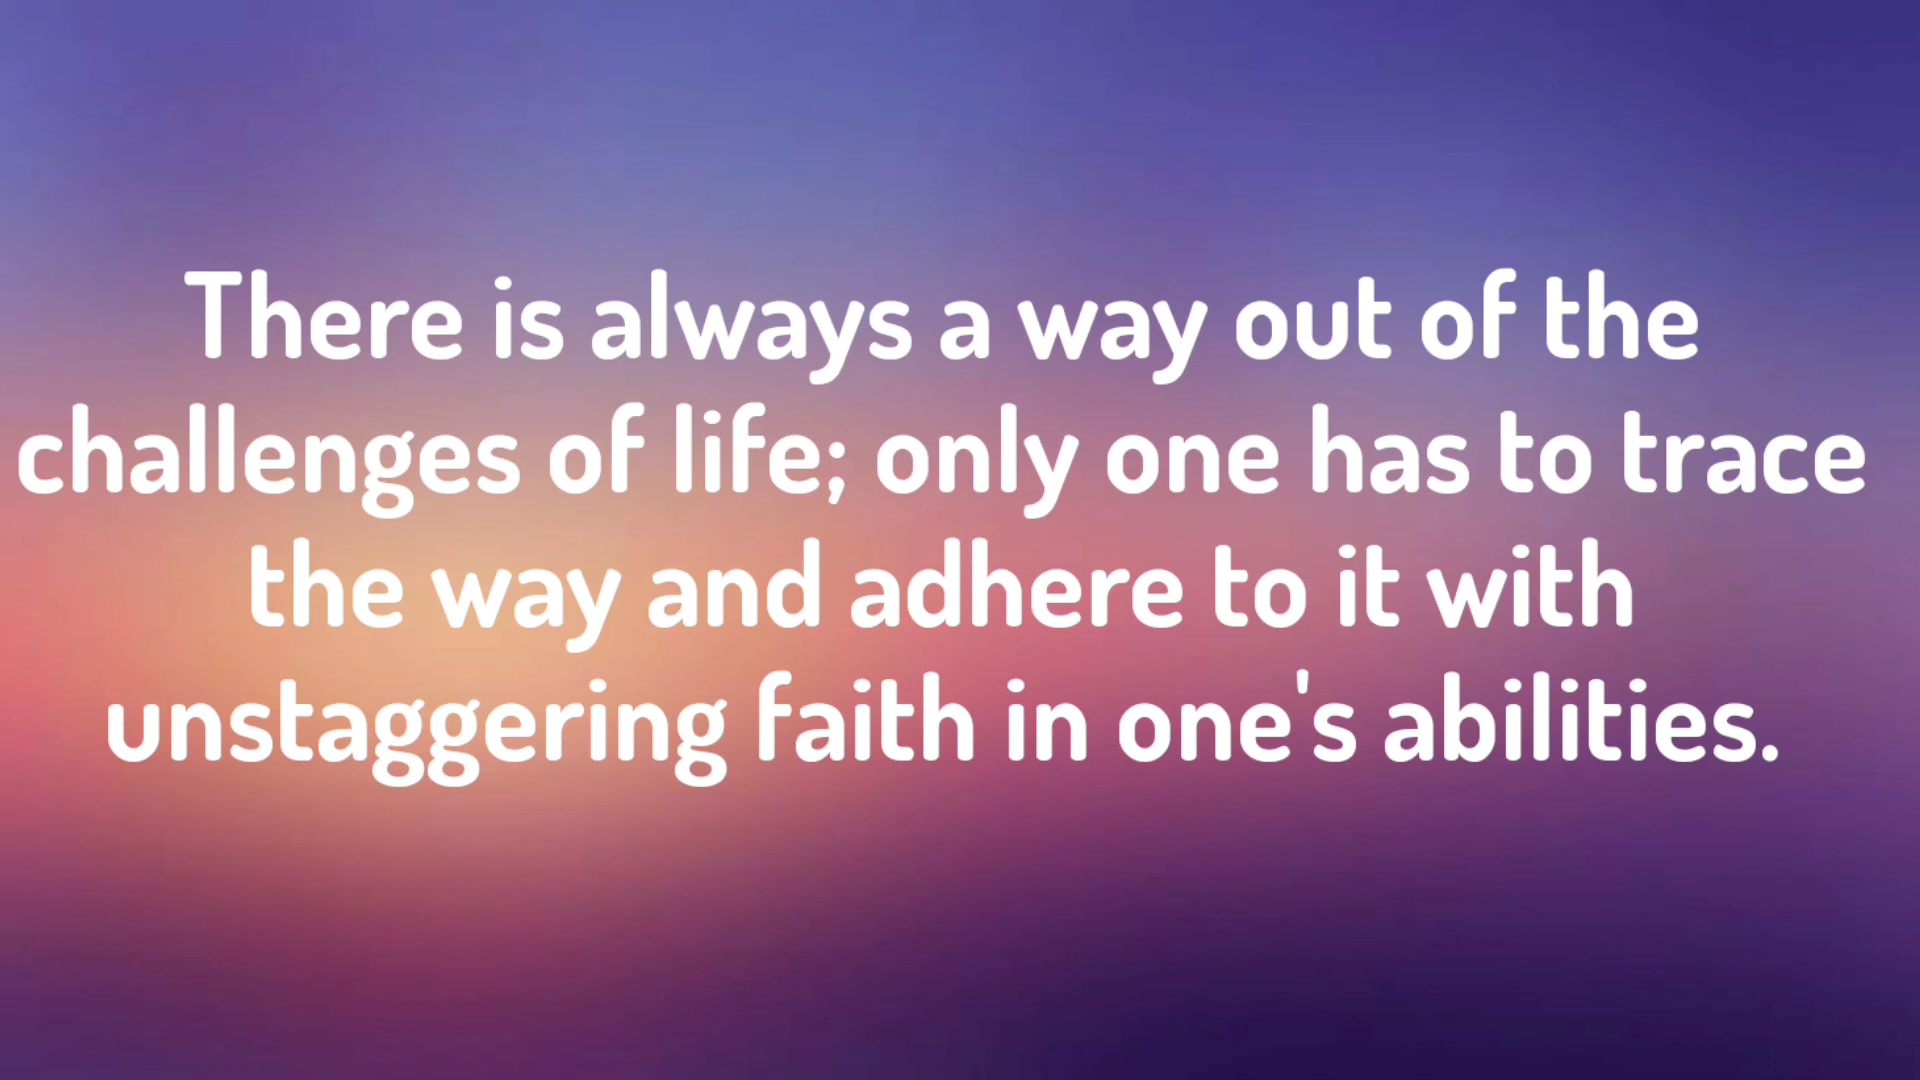 There is always a way out of the
challenges of life; only one has to trace
the way and adhere to it with
unstaggering faith in one's abilities.